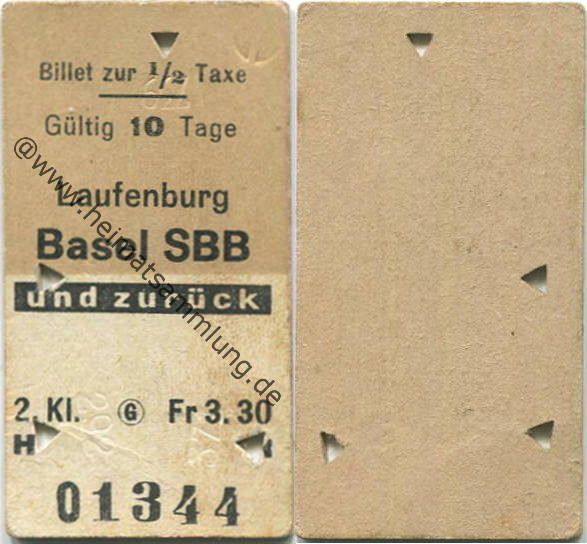 Billet zur 1/2 Taxe
Gültig 10 Tage
Laufenburg
Basel SBB
und zurück
2. Kl. G Fr 3.30
H
01344
@www.heimatsammlung.de